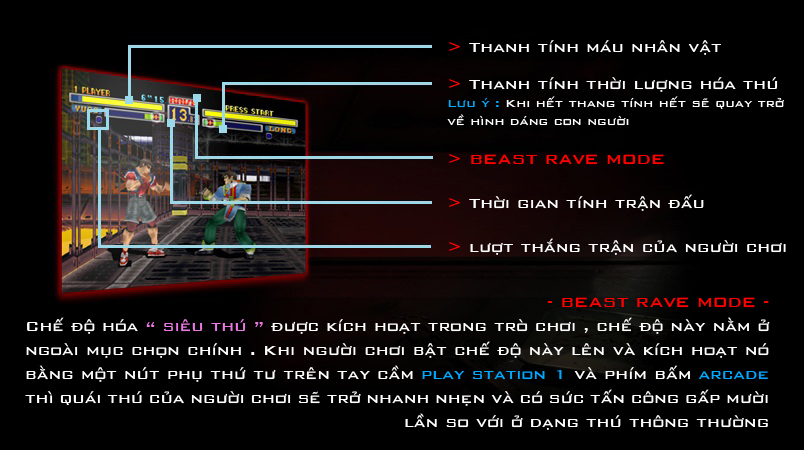 > Thanh tính máu nhân vật
> Thanh tính thời lượng hóa thú
Lưu ý : Khi hết thang tính hết sẽ quay trở
về hình dáng con người
1 PLAYER
6"15
PRESS START
YUGO
13
LONG
> BEAST RAVE MODE
> Thời gian tính trận đấu
> Lượt thắng trận của người chơi
- BEAST RAVE MODE -
Chế độ hóa “ siêu thú ” được kích hoạt trong trò chơi , chế độ này nằm ở
ngoài mục chọn chính . Khi người chơi bật chế độ này lên và kích hoạt nó
bằng một nút phụ thứ tư trên tay cầm PLAY STATION 1 và phím bấm ARCADE
thì quái thú của người chơi sẽ trở nhanh nhẹn và có sức tấn công gấp mười
lần so với ở dạng thú thông thường